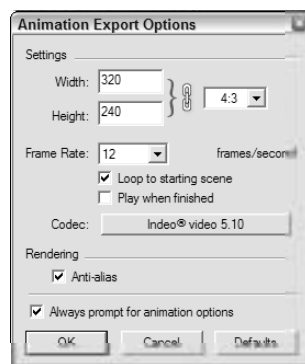 Animation Export Options
Settings
Width: 320
Height: 240
4:3
Frame Rate: 12 frames/second
Loop to starting scene
Play when finished
Codec: Indeo® video 5.10
Rendering
Anti-alias
Always prompt for animation options
OK Cancel Defaults